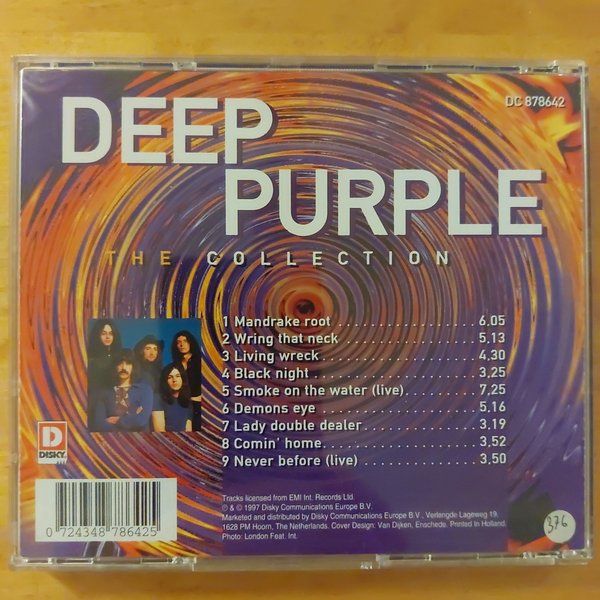 DC 878642
DEEP
PURPLE
THE COLLECTION
1 Mandrake root . . . . . . . . . . . . . . . . . . 6,05
2 Wring that neck . . . . . . . . . . . . . . . . . 5,13
3 Living wreck . . . . . . . . . . . . . . . . . . . 4,30
4 Black night . . . . . . . . . . . . . . . . . . . . . 3,25
5 Smoke on the water (live) . . . . . . . . 7,25
6 Demons eye . . . . . . . . . . . . . . . . . . . . 5,16
7 Lady double dealer . . . . . . . . . . . . . . 3.19
8 Comin' home . . . . . . . . . . . . . . . . . . . 3,52
9 Never before (live) . . . . . . . . . . . . . . 3,50
D
DISKY
Tracks licensed from EMI Int. Records Ltd.
℗ & © 1997 Disky Communications Europe B.V.
Marketed and distributed by Disky Communications Europe B.V., Verlengde Lageweg 19,
1628 PM Hoorn, The Netherlands. Cover Design: Van Dijken, Enschede. Printed in Holland.
Photo: London Feat. Int.
0 724348 786425
376